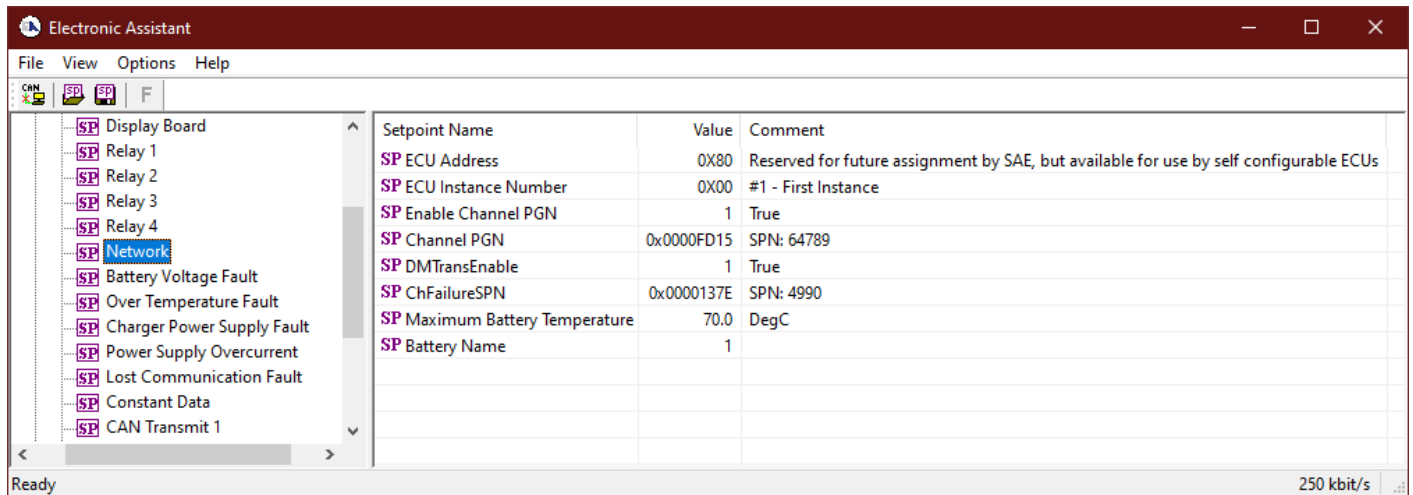 Electronic Assistant
File View Options Help
CAN SP SP F
SP Display Board
SP Relay 1
SP Relay 2
SP Relay 3
SP Relay 4
SP Network
SP Battery Voltage Fault
SP Over Temperature Fault
SP Charger Power Supply Fault
SP Power Supply Overcurrent
SP Lost Communication Fault
SP Constant Data
SP CAN Transmit 1
Setpoint Name Value Comment
SP ECU Address 0X80 Reserved for future assignment by SAE, but available for use by self configurable ECUs
SP ECU Instance Number 0X00 #1 - First Instance
SP Enable Channel PGN 1 True
SP Channel PGN 0x0000FD15 SPN: 64789
SP DMTransEnable 1 True
SP ChFailureSPN 0x0000137E SPN: 4990
SP Maximum Battery Temperature 70.0 DegC
SP Battery Name 1
Ready 250 kbit/s